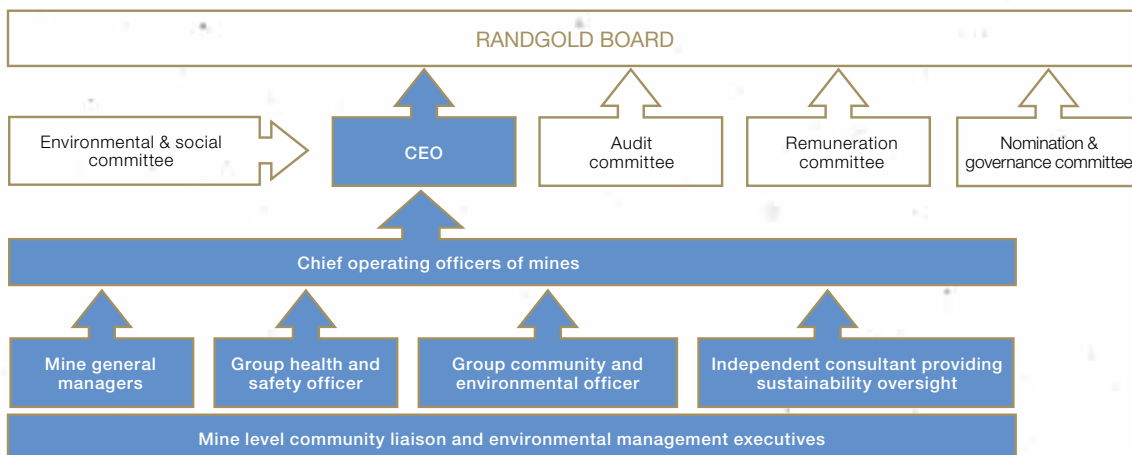 RANDGOLD BOARD
Environmental & social
committee
CEO
Audit
committee
Remuneration
committee
Nomination &
governance committee
Chief operating officers of mines
Mine general
managers
Group health and
safety officer
Group community and
environmental officer
Independent consultant providing
sustainability oversight
Mine level community liaison and environmental management executives